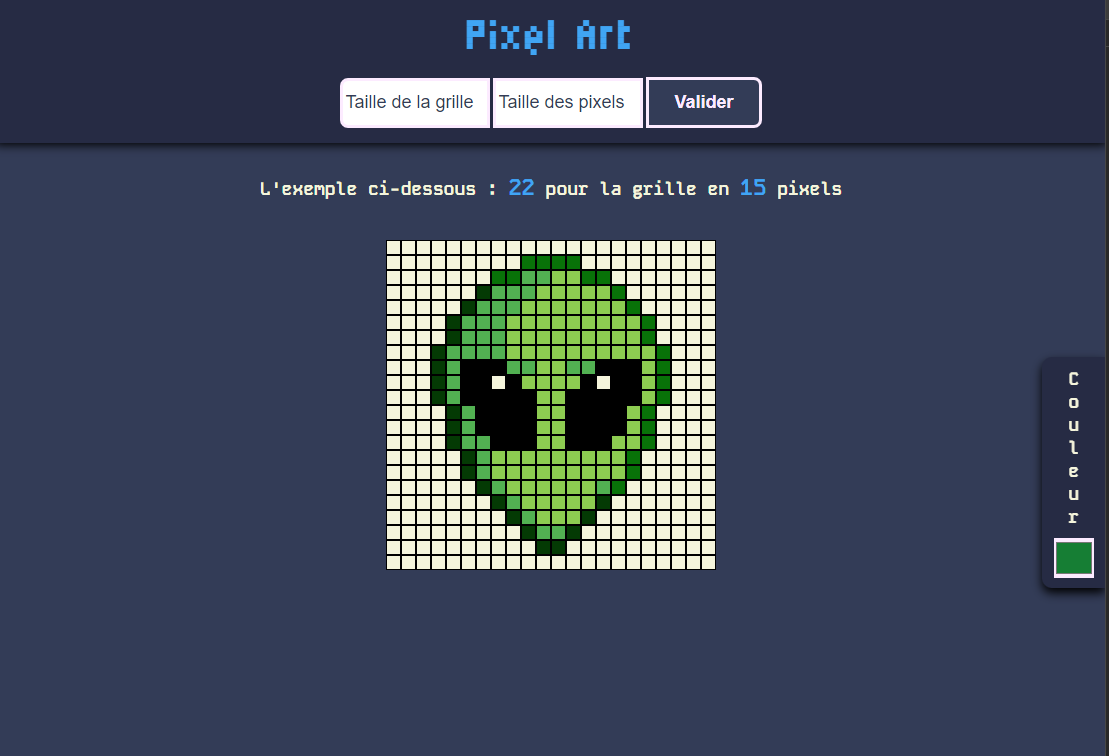 Pixel Art
Taille de la grille Taille des pixels Valider
L'exemple ci-dessous : 22 pour la grille en 15 pixels
C
o
u
l
e
u
r